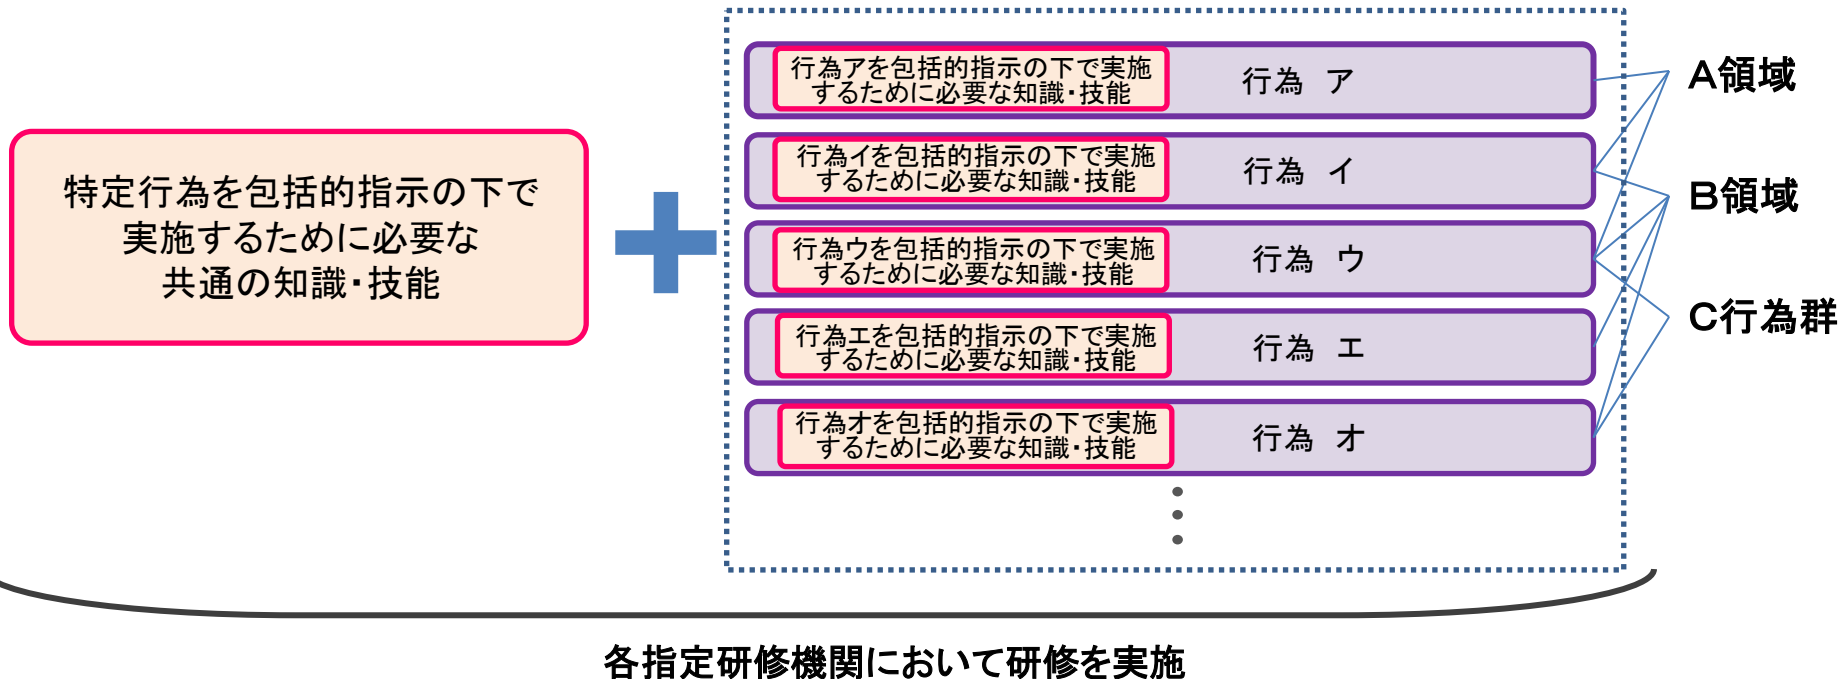 特定行為を包括的指示の下で
実施するために必要な
共通の知識・技能
行為アを包括的指示の下で実施
するために必要な知識・技能
行為 ア
行為イを包括的指示の下で実施
するために必要な知識・技能
行為 イ
行為ウを包括的指示の下で実施
するために必要な知識・技能
行為 ウ
行為エを包括的指示の下で実施
するために必要な知識・技能
行為 エ
行為オを包括的指示の下で実施
するために必要な知識・技能
行為 オ
A領域
B領域
C行為群
各指定研修機関において研修を実施